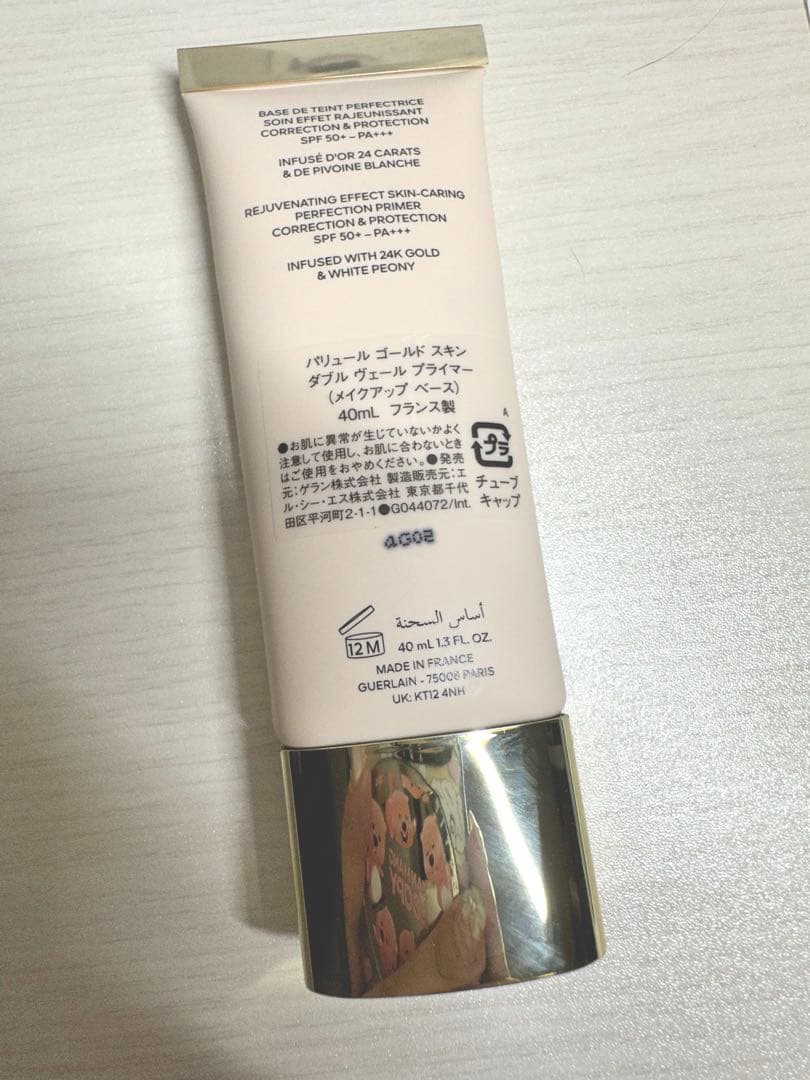 BASE DE TEINT PERFECTRICE
SOIN EFFET RAJEUNISSANT
CORRECTION & PROTECTION
SPF 50+ – PA+++
INFUSÉ D'OR 24 CARATS
& DE PIVOINE BLANCHE
REJUVENATING EFFECT SKIN-CARING
PERFECTION PRIMER
CORRECTION & PROTECTION
SPF 50+ – PA+++
INFUSED WITH 24K GOLD
& WHITE PEONY
パリュール ゴールド スキン
ダブル ヴェール プライマー
(メイクアップ ベース)
40mL フランス製
●お肌に異常が生じていないかよく
注意して使用し、お肌に合わないとき
はご使用をおやめください。●発売
元:ゲラン株式会社 製造販売元:エ
ル・シー・エス株式会社 東京都千代
田区平河町2-1-1●G044072/Int.
A
プラ
チューブ
キャップ
4G02
أساس السحنة
12 M
40 mL 1.3 FL. OZ.
MADE IN FRANCE
GUERLAIN - 75008 PARIS
UK: KT12 4NH